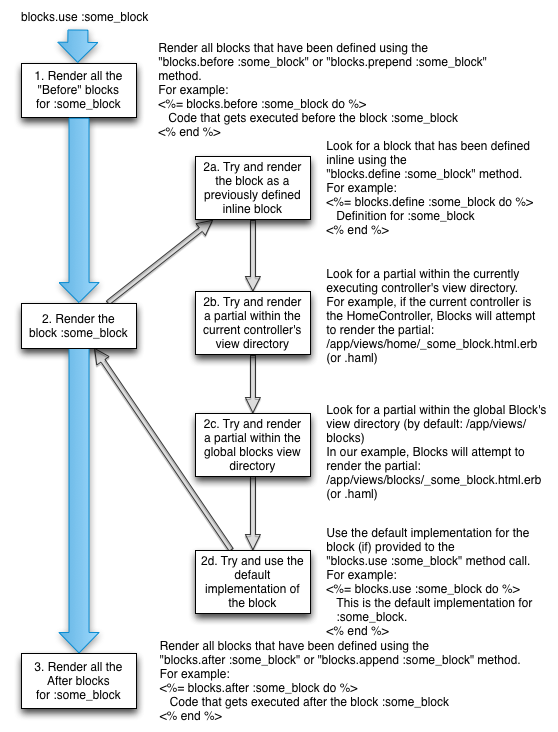 blocks.use :some_block
1. Render all the
"Before" blocks
for :some_block
Render all blocks that have been defined using the
"blocks.before :some_block" or "blocks.prepend :some_block"
method.
For example:
<%= blocks.before :some_block do %>
Code that gets executed before the block :some_block
<% end %>
2a. Try and render
the block as a
previously defined
inline block
Look for a block that has been defined
inline using the
"blocks.define :some_block" method.
For example:
<%= blocks.define :some_block do %>
Definition for :some_block
<% end %>
2. Render the
block :some_block
2b. Try and render
a partial within the
current controller's
view directory
Look for a partial within the currently
executing controller's view directory.
For example, if the current controller is
the HomeController, Blocks will attempt
to render the partial:
/app/views/home/_some_block.html.erb
(or .haml)
2c. Try and render
a partial within the
global blocks view
directory
Look for a partial within the global Block's
view directory (by default: /app/views/
blocks)
In our example, Blocks will attempt to
render the partial:
/app/views/blocks/_some_block.html.erb
(or .haml)
2d. Try and use the
default
implementation of
the block
Use the default implementation for the
block (if) provided to the
"blocks.use :some_block" method call.
For example:
<%= blocks.use :some_block do %>
This is the default implementation for
:some_block.
<% end %>
3. Render all the
After blocks
for :some_block
Render all blocks that have been defined using the
"blocks.after :some_block" or "blocks.append :some_block" method.
For example:
<%= blocks.after :some_block do %>
Code that gets executed after the block :some_block
<% end %>